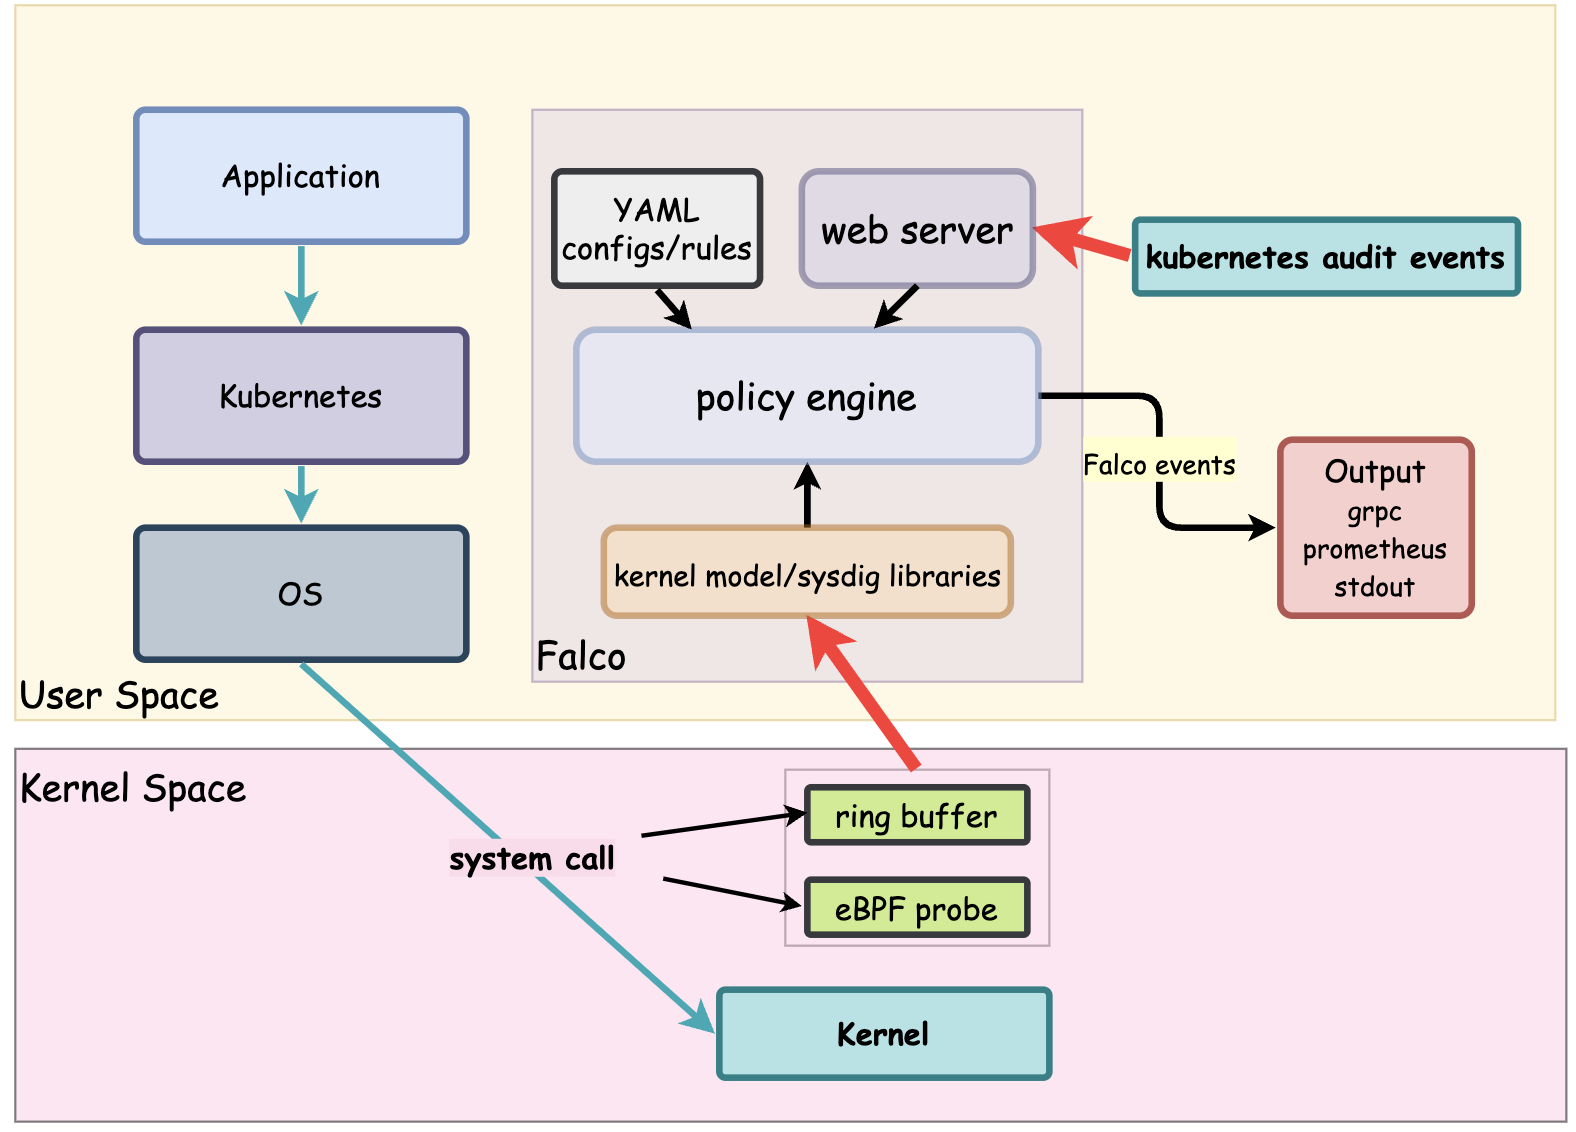 Application
Kubernetes
OS
User Space
YAML
configs/rules
web server
kubernetes audit events
policy engine
Falco events
kernel model/sysdig libraries
Falco
Output
grpc
prometheus
stdout
Kernel Space
system call
ring buffer
eBPF probe
Kernel